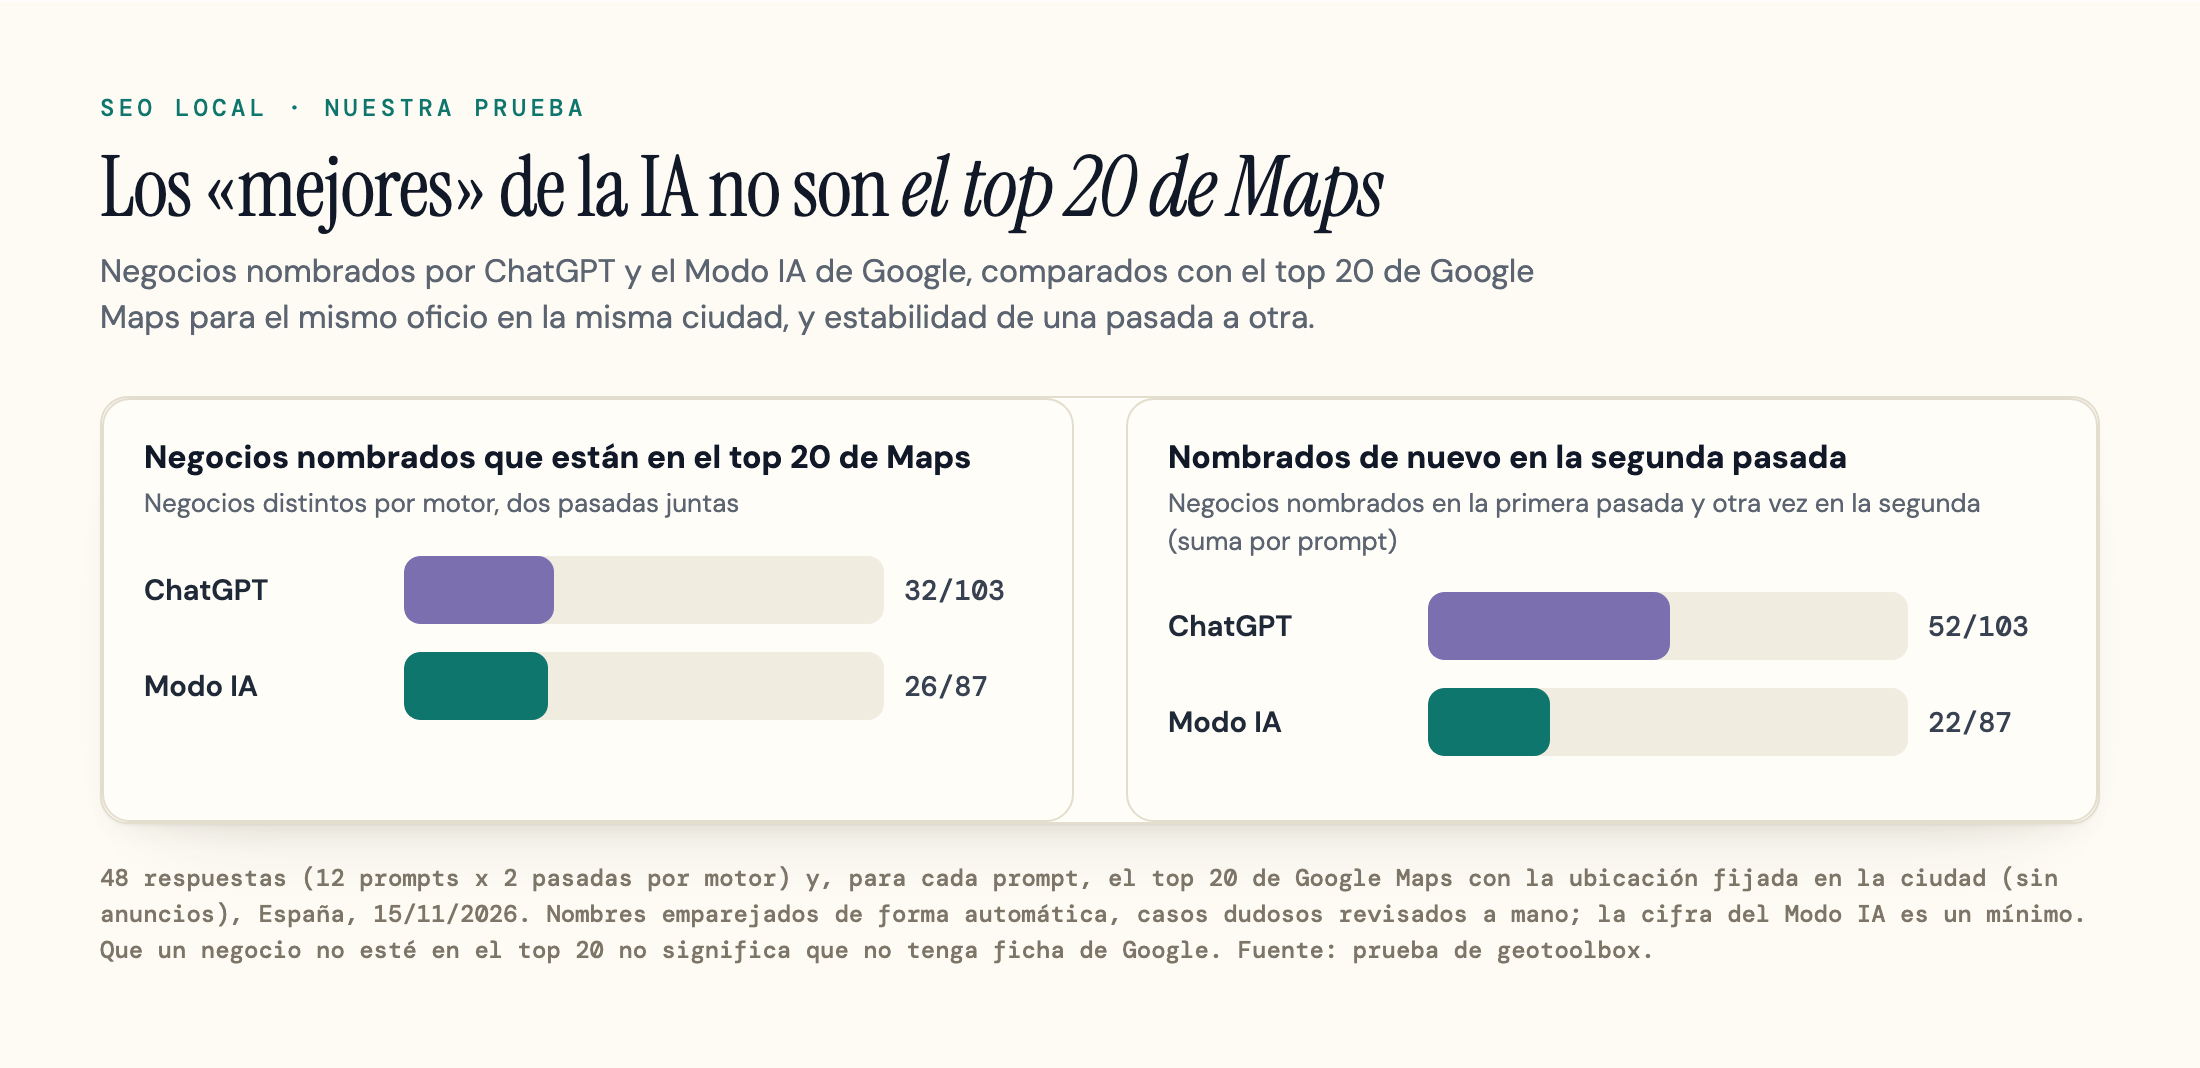 SEO LOCAL · NUESTRA PRUEBA
Los «mejores» de la IA no son el top 20 de Maps
Negocios nombrados por ChatGPT y el Modo IA de Google, comparados con el top 20 de Google
Maps para el mismo oficio en la misma ciudad, y estabilidad de una pasada a otra.
Negocios nombrados que están en el top 20 de Maps
Negocios distintos por motor, dos pasadas juntas
ChatGPT 32/103
Modo IA 26/87
Nombrados de nuevo en la segunda pasada
Negocios nombrados en la primera pasada y otra vez en la segunda
(suma por prompt)
ChatGPT 52/103
Modo IA 22/87
48 respuestas (12 prompts x 2 pasadas por motor) y, para cada prompt, el top 20 de Google Maps con la ubicación fijada en la ciudad (sin
anuncios), España, 15/11/2026. Nombres emparejados de forma automática, casos dudosos revisados a mano; la cifra del Modo IA es un mínimo.
Que un negocio no esté en el top 20 no significa que no tenga ficha de Google. Fuente: prueba de geotoolbox.